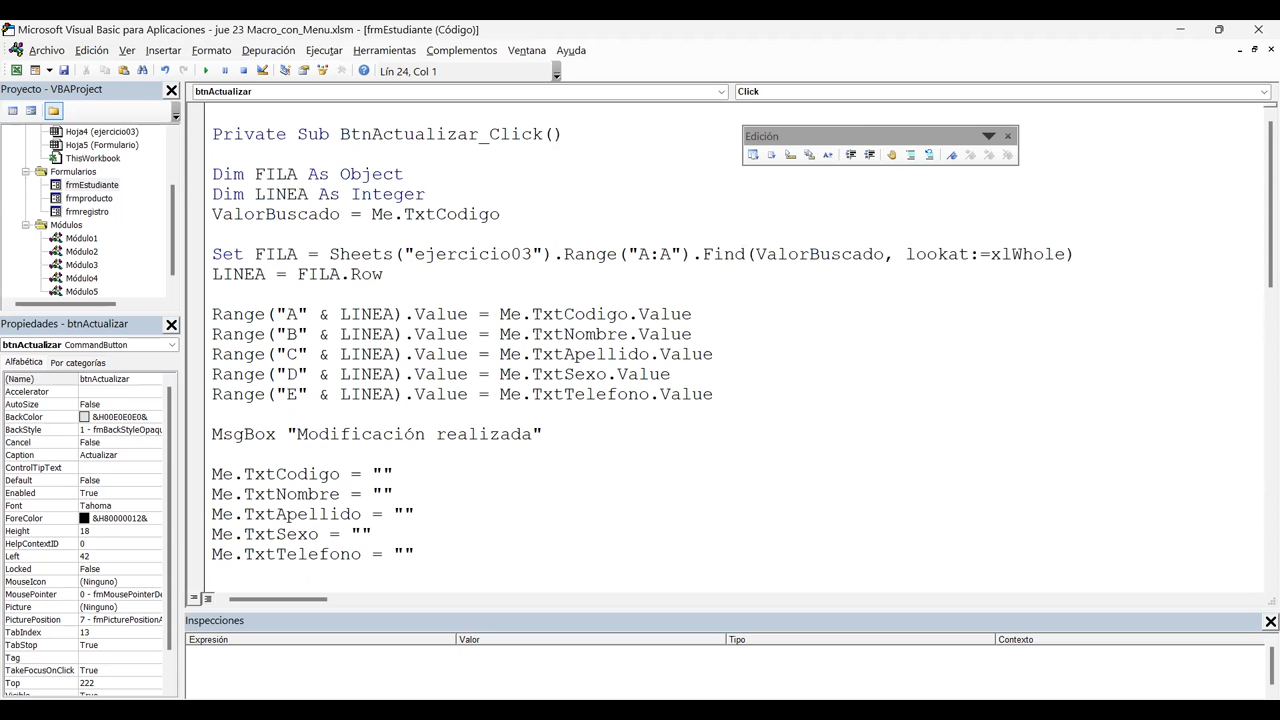 Microsoft Visual Basic para Aplicaciones - jue 23 Macro_con_Menu.xlsm - [frmEstudiante (Código)]
Archivo Edición Ver Insertar Formato Depuración Ejecutar Herramientas Complementos Ventana Ayuda
Lín 24, Col 1
Proyecto - VBAProject
Hoja4 (ejercicio03)
Hoja5 (Formulario)
ThisWorkbook
Formularios
frmEstudiante
frmproducto
frmregistro
Módulos
Módulo1
Módulo2
Módulo3
Módulo4
Módulo5
Propiedades - btnActualizar
btnActualizar CommandButton
Alfabética Por categorías
(Name) btnActualizar
Accelerator
AutoSize False
BackColor &H00E0E0E0&
BackStyle 1 - fmBackStyleOpaqu
Cancel False
Caption Actualizar
ControlTipText
Default False
Enabled True
Font Tahoma
ForeColor &H80000012&
Height 18
HelpContextID 0
Left 42
Locked False
MouseIcon (Ninguno)
MousePointer 0 - fmMousePointerDe
Picture (Ninguno)
PicturePosition 7 - fmPicturePositionA
TabIndex 13
TabStop True
Tag
TakeFocusOnClick True
Top 222
Visible True
btnActualizar Click
Edición
Private Sub BtnActualizar_Click()
Dim FILA As Object
Dim LINEA As Integer
ValorBuscado = Me.TxtCodigo
Set FILA = Sheets("ejercicio03").Range("A:A").Find(ValorBuscado, lookat:=xlWhole)
LINEA = FILA.Row
Range("A" & LINEA).Value = Me.TxtCodigo.Value
Range("B" & LINEA).Value = Me.TxtNombre.Value
Range("C" & LINEA).Value = Me.TxtApellido.Value
Range("D" & LINEA).Value = Me.TxtSexo.Value
Range("E" & LINEA).Value = Me.TxtTelefono.Value
MsgBox "Modificación realizada"
Me.TxtCodigo = ""
Me.TxtNombre = ""
Me.TxtApellido = ""
Me.TxtSexo = ""
Me.TxtTelefono = ""
Inspecciones
Expresión Valor Tipo Contexto